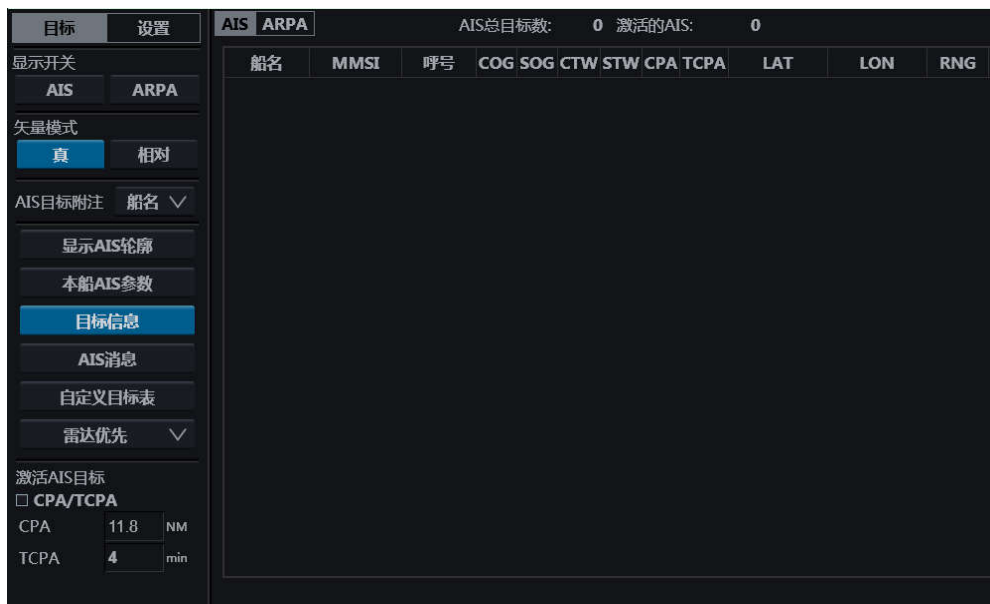 目标 设置
显示开关
AIS ARPA
矢量模式
真 相对
AIS目标附注 船名
显示AIS轮廓
本船AIS参数
目标信息
AIS消息
自定义目标表
雷达优先
激活AIS目标
CPA/TCPA
CPA 11.8 NM
TCPA 4 min
AIS ARPA AIS总目标数: 0 激活的AIS: 0
船名 MMSI 呼号 COG SOG CTW STW CPA TCPA LAT LON RNG